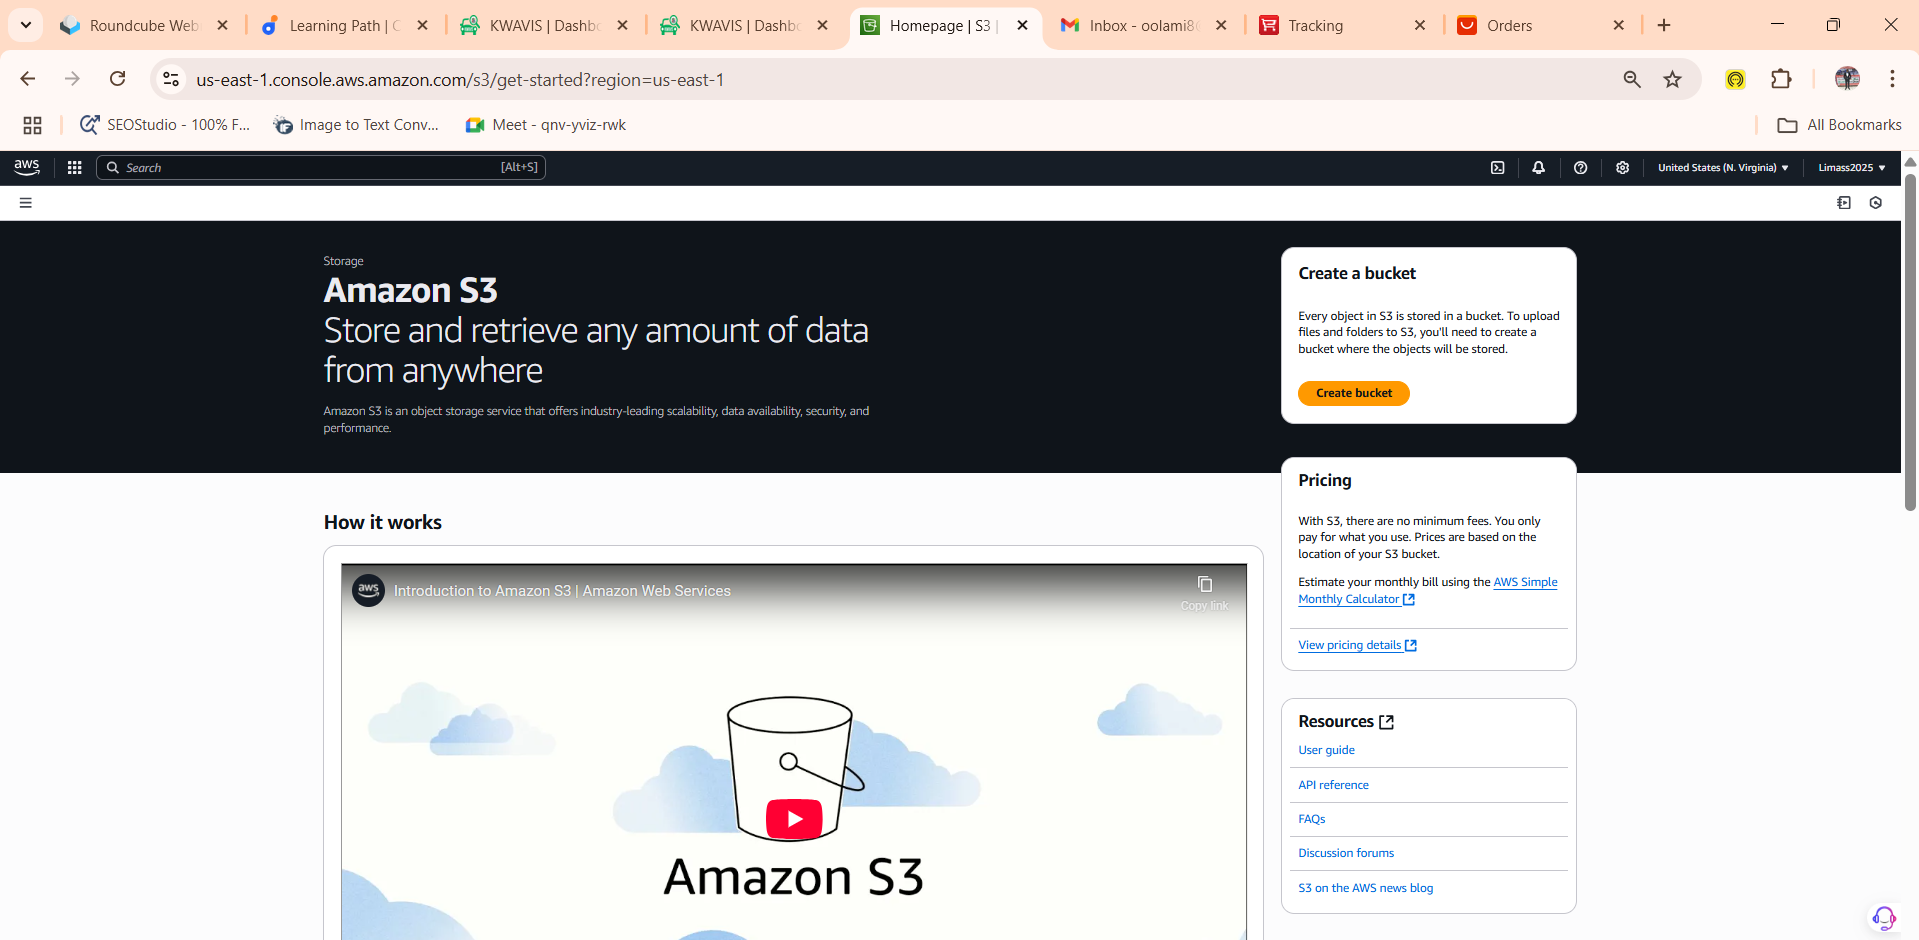 Roundcube Web
Learning Path | C
KWAVIS | Dashbo
KWAVIS | Dashbo
Homepage | S3 |
Inbox - oolami8
Tracking
Orders
us-east-1.console.aws.amazon.com/s3/get-started?region=us-east-1
SEOStudio - 100% F...
Image to Text Conv...
Meet - qnv-yviz-rwk
All Bookmarks
aws
Search
[Alt+S]
United States (N. Virginia)
Limass2025
Storage
Amazon S3
Store and retrieve any amount of data
from anywhere
Amazon S3 is an object storage service that offers industry-leading scalability, data availability, security, and
performance.
Create a bucket
Every object in S3 is stored in a bucket. To upload
files and folders to S3, you'll need to create a
bucket where the objects will be stored.
Create bucket
Pricing
With S3, there are no minimum fees. You only
pay for what you use. Prices are based on the
location of your S3 bucket.
Estimate your monthly bill using the AWS Simple
Monthly Calculator
View pricing details
How it works
aws
Introduction to Amazon S3 | Amazon Web Services
Copy link
Amazon S3
Resources
User guide
API reference
FAQs
Discussion forums
S3 on the AWS news blog